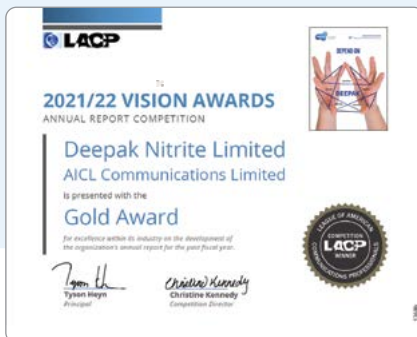 LACP
2021/22 VISION AWARDS
ANNUAL REPORT COMPETITION
Deepak Nitrite Limited
AICL Communications Limited
is presented with the
Gold Award
for excellence within its industry on the development of
the organization's annual report for the past fiscal year.
Tyson Heyn
Principal
Christine Kennedy
Christine Kennedy
Competition Director
DEPEND ON
DEEPAK
LEAGUE OF AMERICAN
COMPETITION
LACP
WINNER
COMMUNICATIONS PROFESSIONALS